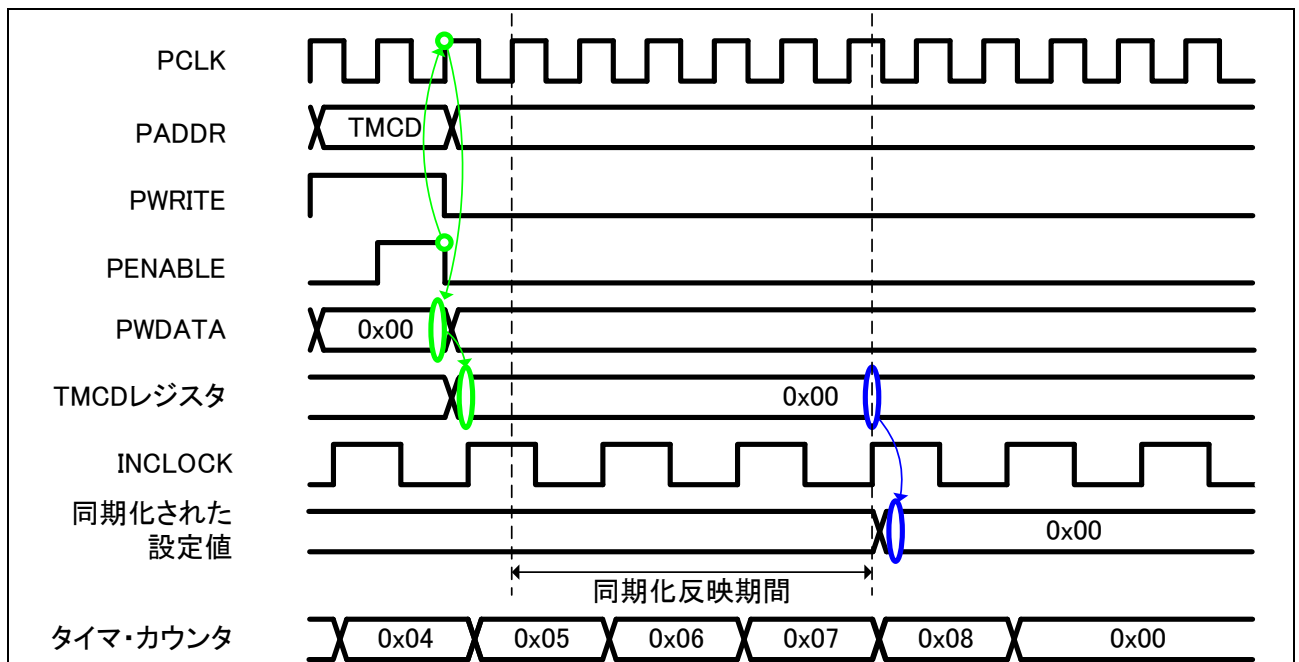 PCLK
PADDR
TMCD
PWRITE
PENABLE
PWDATA
0x00
TMCDレジスタ
0x00
INCLOCK
同期化された
設定値
0x00
同期化反映期間
タイマ・カウンタ
0x04
0x05
0x06
0x07
0x08
0x00